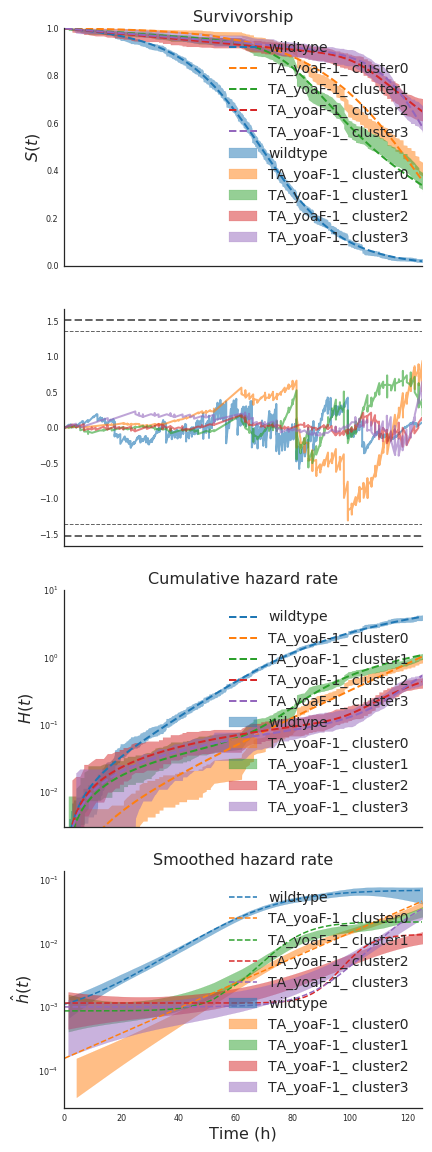 Survivorship
1.0
0.8
0.6
0.4
0.2
0.0
S(t)
wildtype
TA_yoaF-1_ cluster0
TA_yoaF-1_ cluster1
TA_yoaF-1_ cluster2
TA_yoaF-1_ cluster3
wildtype
TA_yoaF-1_ cluster0
TA_yoaF-1_ cluster1
TA_yoaF-1_ cluster2
TA_yoaF-1_ cluster3
1.5
1.0
0.5
0.0
−0.5
−1.0
−1.5
Cumulative hazard rate
10¹
10⁰
10⁻¹
10⁻²
H(t)
wildtype
TA_yoaF-1_ cluster0
TA_yoaF-1_ cluster1
TA_yoaF-1_ cluster2
TA_yoaF-1_ cluster3
wildtype
TA_yoaF-1_ cluster0
TA_yoaF-1_ cluster1
TA_yoaF-1_ cluster2
TA_yoaF-1_ cluster3
Smoothed hazard rate
10⁻¹
10⁻²
10⁻³
10⁻⁴
ĥ(t)
wildtype
TA_yoaF-1_ cluster0
TA_yoaF-1_ cluster1
TA_yoaF-1_ cluster2
TA_yoaF-1_ cluster3
wildtype
TA_yoaF-1_ cluster0
TA_yoaF-1_ cluster1
TA_yoaF-1_ cluster2
TA_yoaF-1_ cluster3
0 20 40 60 80 100 120
Time (h)